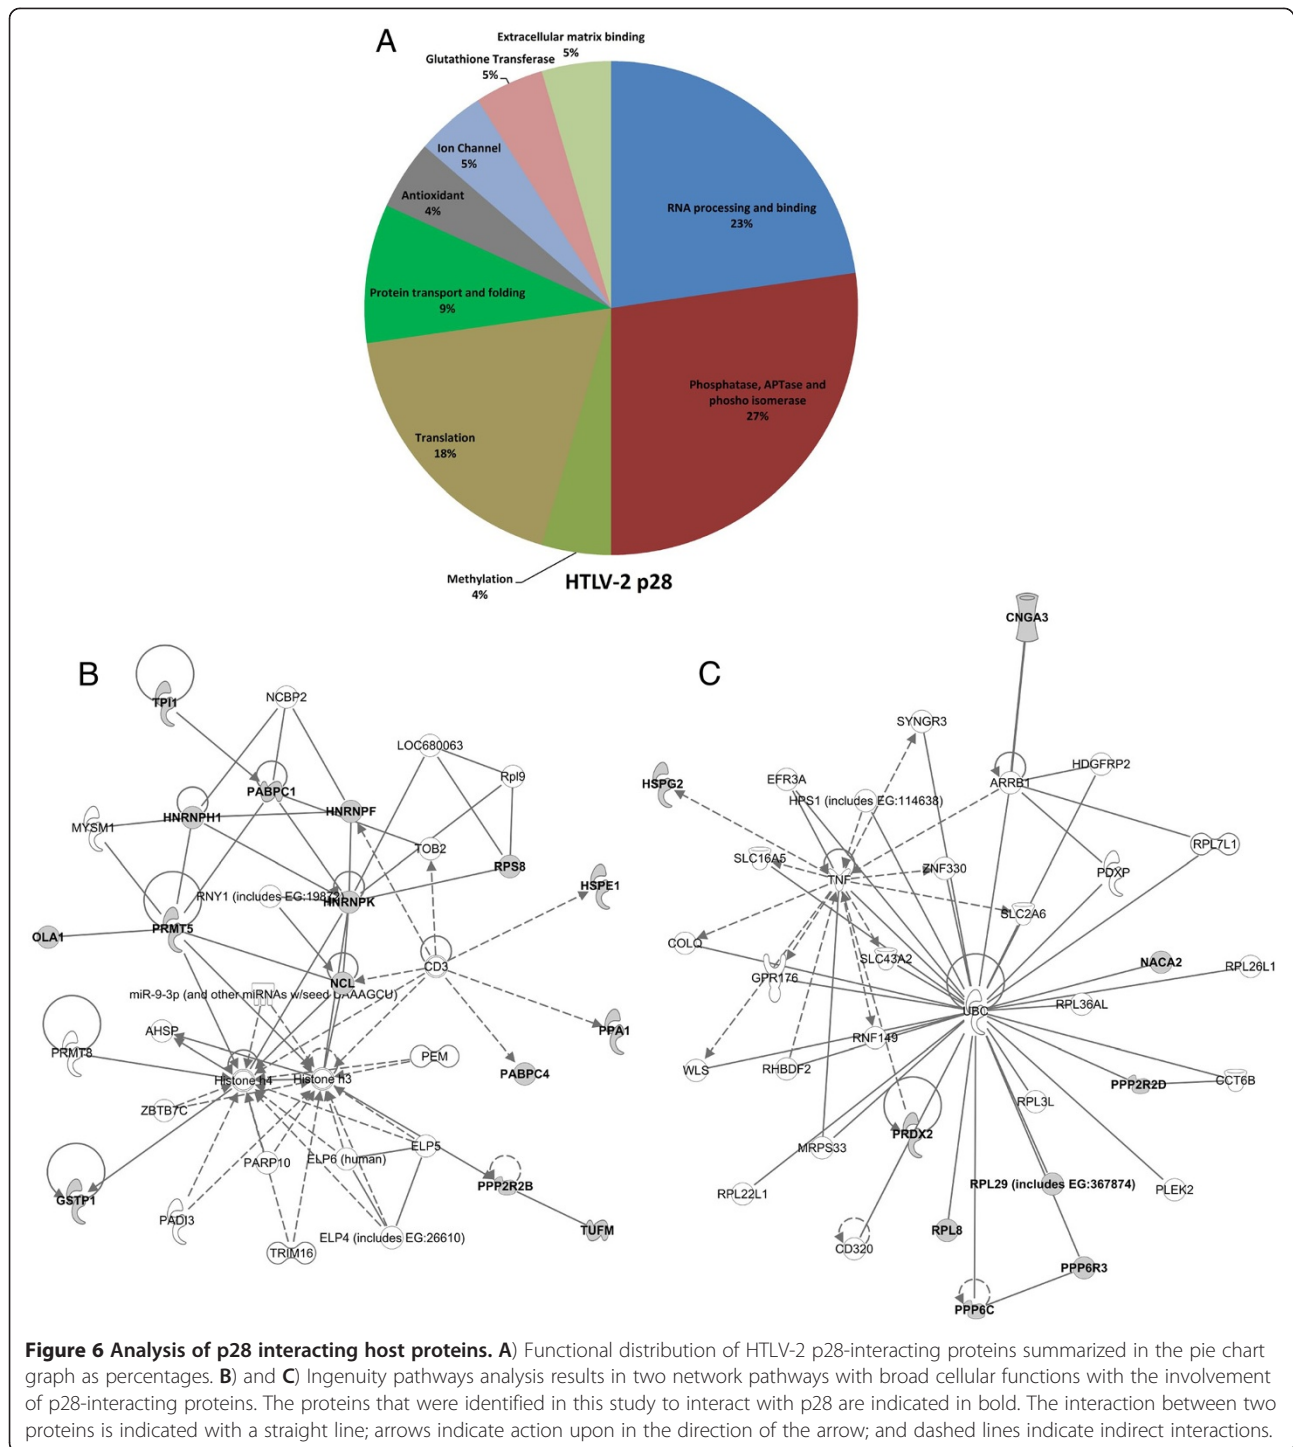 A
Extracellular matrix binding
5%
Glutathione Transferase
5%
Ion Channel
5%
Antioxidant
4%
RNA processing and binding
23%
Protein transport and folding
9%
Phosphatase, APTase and
phosho isomerase
27%
Translation
18%
Methylation
4%
HTLV-2 p28
B
TPI1
NCBP2
LOC680063
Rpl9
PABPC1
HNRNPH1
HNRNPF
MYSM1
TOB2
RPS8
HSPE1
RNY1 (includes EG:19873)
HNRNPK
PRMT5
OLA1
CD3
NCL
miR-9-3p (and other miRNAs w/seed UAAAGCU)
AHSP
PPA1
PRMT8
PEM
PABPC4
Histone h4
Histone h3
ZBTB7C
ELP5
PARP10
ELP6 (human)
PPP2R2B
GSTP1
PADI3
TUFM
ELP4 (includes EG:26610)
TRIM16
C
CNGA3
SYNGR3
HDGFRP2
HSPG2
EFR3A
ARRB1
HPS1 (includes EG:114638)
RPL7L1
SLC16A5
ZNF330
PDXP
TNF
SLC2A6
COLQ
SLC43A2
NACA2
RPL26L1
GPR176
RPL36AL
UBC
RNF149
WLS
RHBDF2
PPP2R2D
CCT6B
RPL3L
PRDX2
MRPS33
RPL29 (includes EG:367874)
PLEK2
RPL22L1
RPL8
CD320
PPP6R3
PPP6C
Figure 6 Analysis of p28 interacting host proteins. A) Functional distribution of HTLV-2 p28-interacting proteins summarized in the pie chart
graph as percentages. B) and C) Ingenuity pathways analysis results in two network pathways with broad cellular functions with the involvement
of p28-interacting proteins. The proteins that were identified in this study to interact with p28 are indicated in bold. The interaction between two
proteins is indicated with a straight line; arrows indicate action upon in the direction of the arrow; and dashed lines indicate indirect interactions.